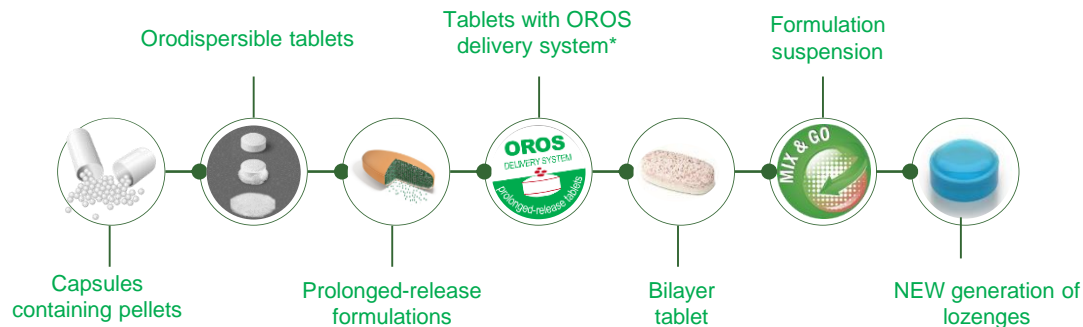 Tablets with OROS
delivery system*
Orodispersible tablets
Formulation
suspension
OROS
DELIVERY SYSTEM
prolonged-release tablets
MIX & GO
Capsules
containing pellets
Prolonged-release
formulations
Bilayer
tablet
NEW generation of
lozenges